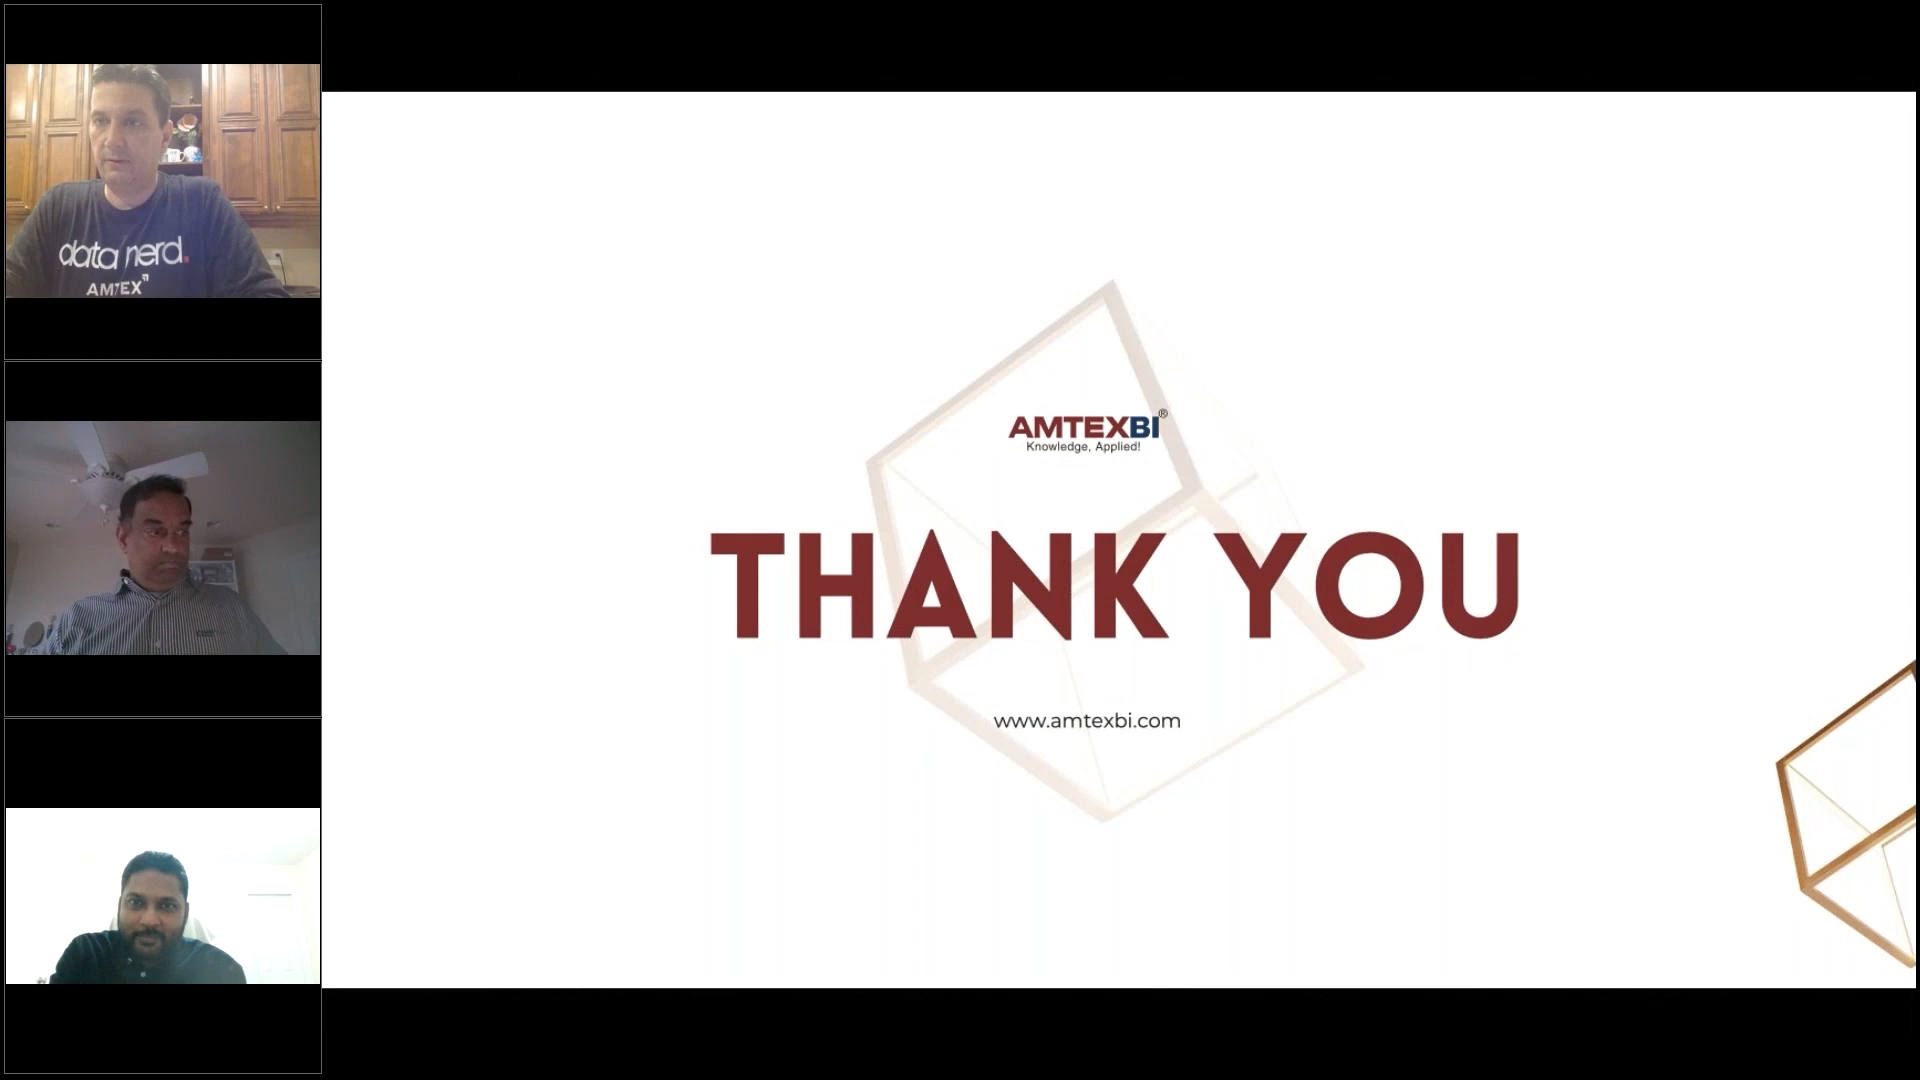 data nerd.
AMTEX
AMTEXBI®
Knowledge, Applied!
THANK YOU
www.amtexbi.com